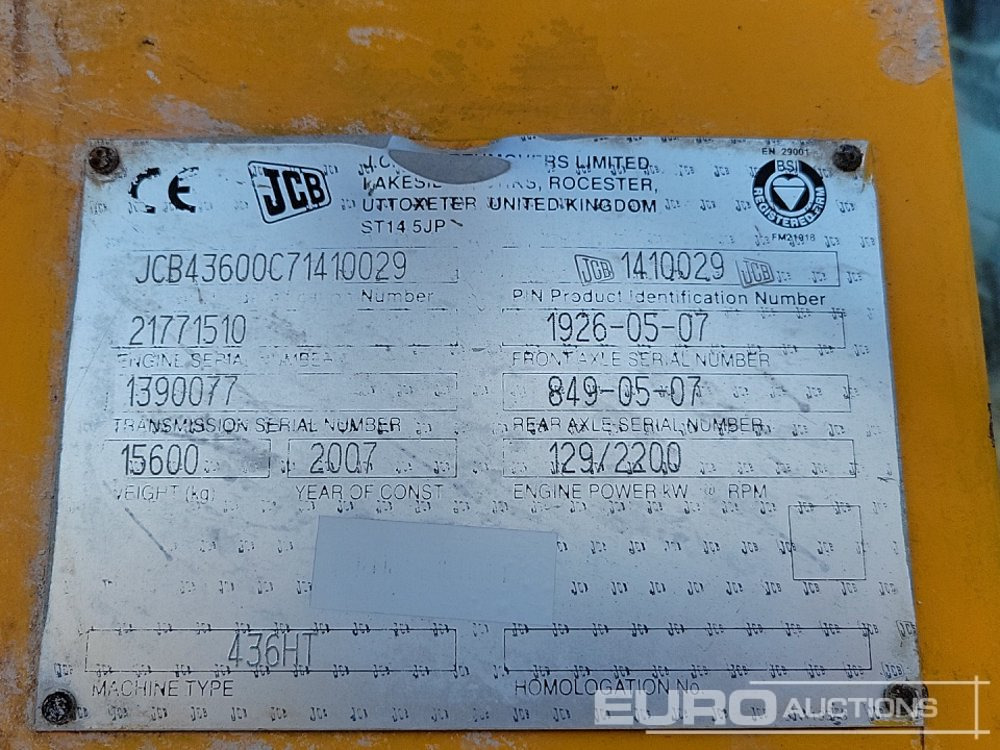 CE
JCB
LIMITED
ROCESTER,
UTTOXETER UNITED KINGDOM
ST14 5JP
EN 29001
BSI
REGISTERED FIRM
FM21018
JCB43600C71410029
JCB 1410029 JCB
Number
PIN Product Identification Number
21771510
1926-05-07
ENGINE SERIAL NUMBER
FRONT AXLE SERIAL NUMBER
1390077
849-05-07
TRANSMISSION SERIAL NUMBER
REAR AXLE SERIAL NUMBER
15600
2007
129/2200
WEIGHT (kg)
YEAR OF CONST
ENGINE POWER kW @ RPM
436HT
MACHINE TYPE
HOMOLOGATION No
EURO AUCTIONS